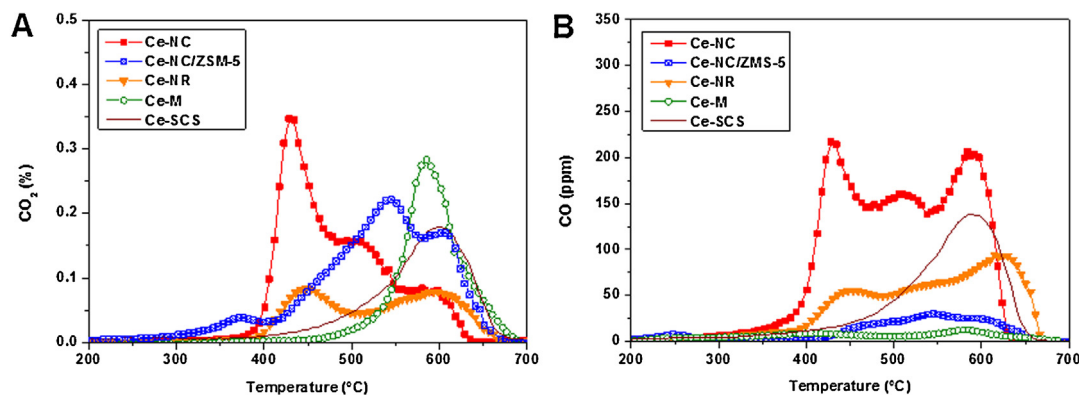 A
CO2 (%)
0.5
0.4
0.3
0.2
0.1
0.0
Ce-NC
Ce-NC/ZSM-5
Ce-NR
Ce-M
Ce-SCS
200 300 400 500 600 700
Temperature (ºC)
B
CO (ppm)
350
300
250
200
150
100
50
0
Ce-NC
Ce-NC/ZMS-5
Ce-NR
Ce-M
Ce-SCS
200 300 400 500 600 700
Temperature (ºC)